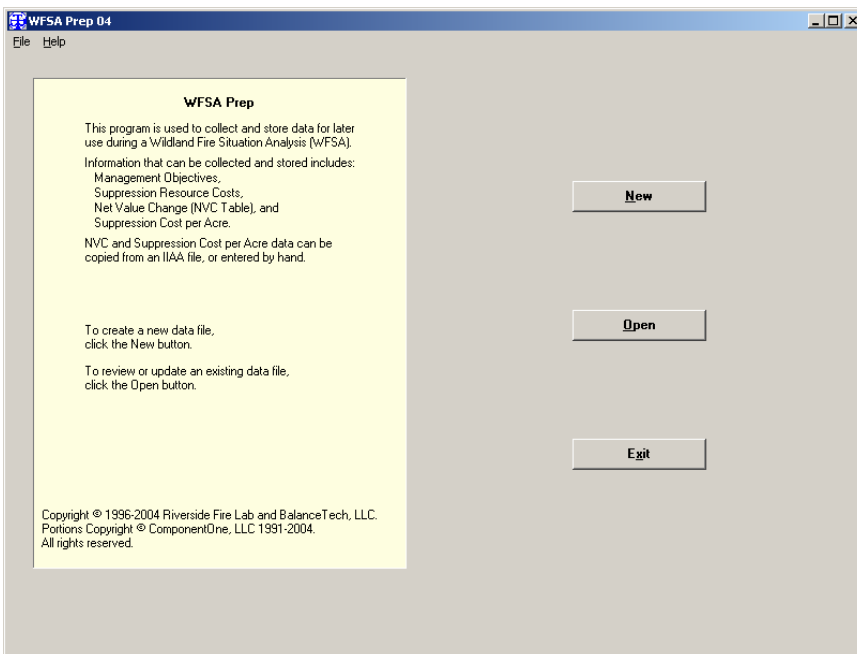 WFSA Prep 04
File Help
WFSA Prep
This program is used to collect and store data for later
use during a Wildland Fire Situation Analysis (WFSA).
Information that can be collected and stored includes:
Management Objectives,
Suppression Resource Costs,
Net Value Change (NVC Table), and
Suppression Cost per Acre.
NVC and Suppression Cost per Acre data can be
copied from an IIAA file, or entered by hand.
To create a new data file,
click the New button.
To review or update an existing data file,
click the Open button.
Copyright © 1996-2004 Riverside Fire Lab and BalanceTech, LLC.
Portions Copyright © ComponentOne, LLC 1991-2004.
All rights reserved.
New
Open
Exit